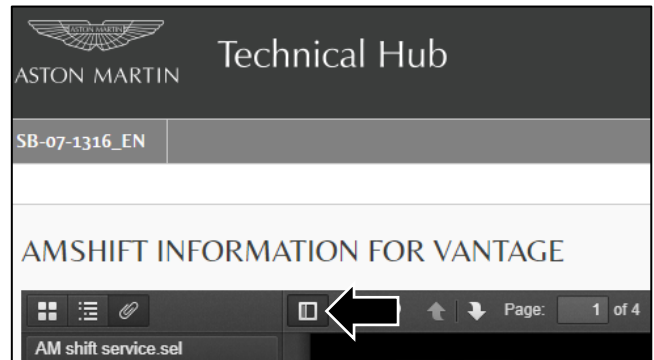 ASTON MARTIN
ASTON MARTIN
Technical Hub
SB-07-1316_EN
AMSHIFT INFORMATION FOR VANTAGE
Page: 1 of 4
AM shift service.sel